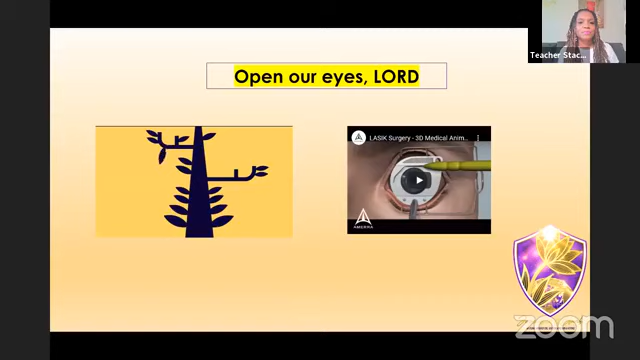 Teacher Stac...
Open our eyes, LORD
LASIK Surgery - 3D Medical Anim...
AMERRA
zoom